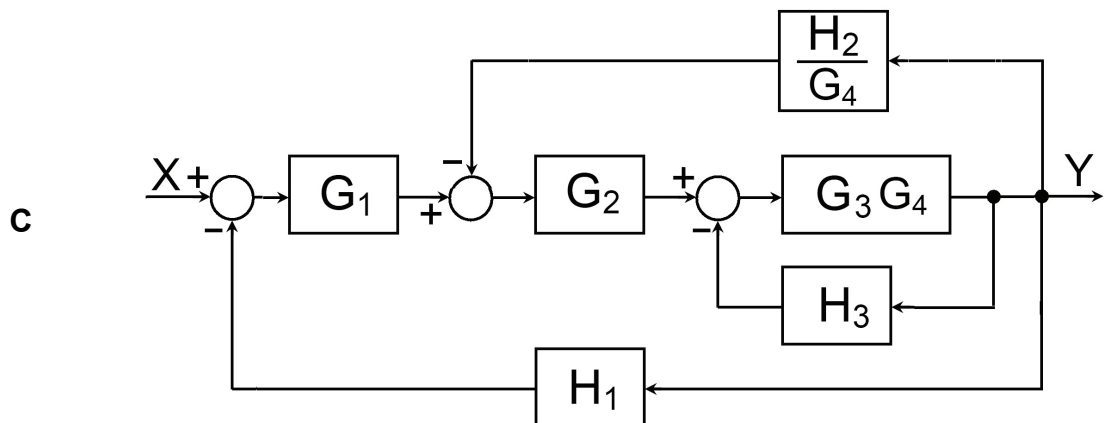 H₂
G₄
X + − Y
G₁ + G₂ + G₃ G₄
C
− −
H₃
H₁